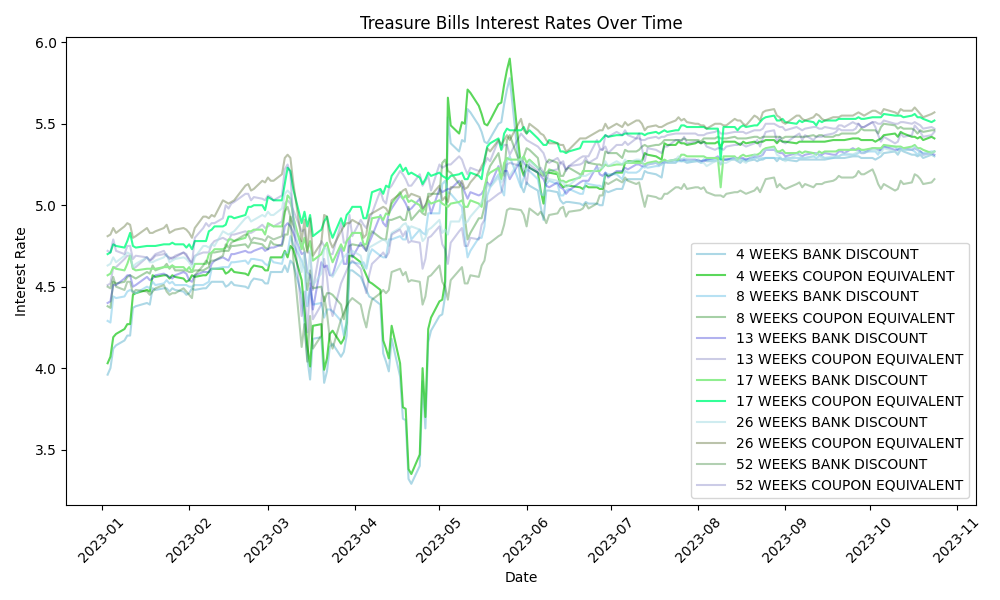 Treasure Bills Interest Rates Over Time
Interest Rate
6.0
5.5
5.0
4.5
4.0
3.5
4 WEEKS BANK DISCOUNT
4 WEEKS COUPON EQUIVALENT
8 WEEKS BANK DISCOUNT
8 WEEKS COUPON EQUIVALENT
13 WEEKS BANK DISCOUNT
13 WEEKS COUPON EQUIVALENT
17 WEEKS BANK DISCOUNT
17 WEEKS COUPON EQUIVALENT
26 WEEKS BANK DISCOUNT
26 WEEKS COUPON EQUIVALENT
52 WEEKS BANK DISCOUNT
52 WEEKS COUPON EQUIVALENT
2023-01
2023-02
2023-03
2023-04
2023-05
2023-06
2023-07
2023-08
2023-09
2023-10
2023-11
Date